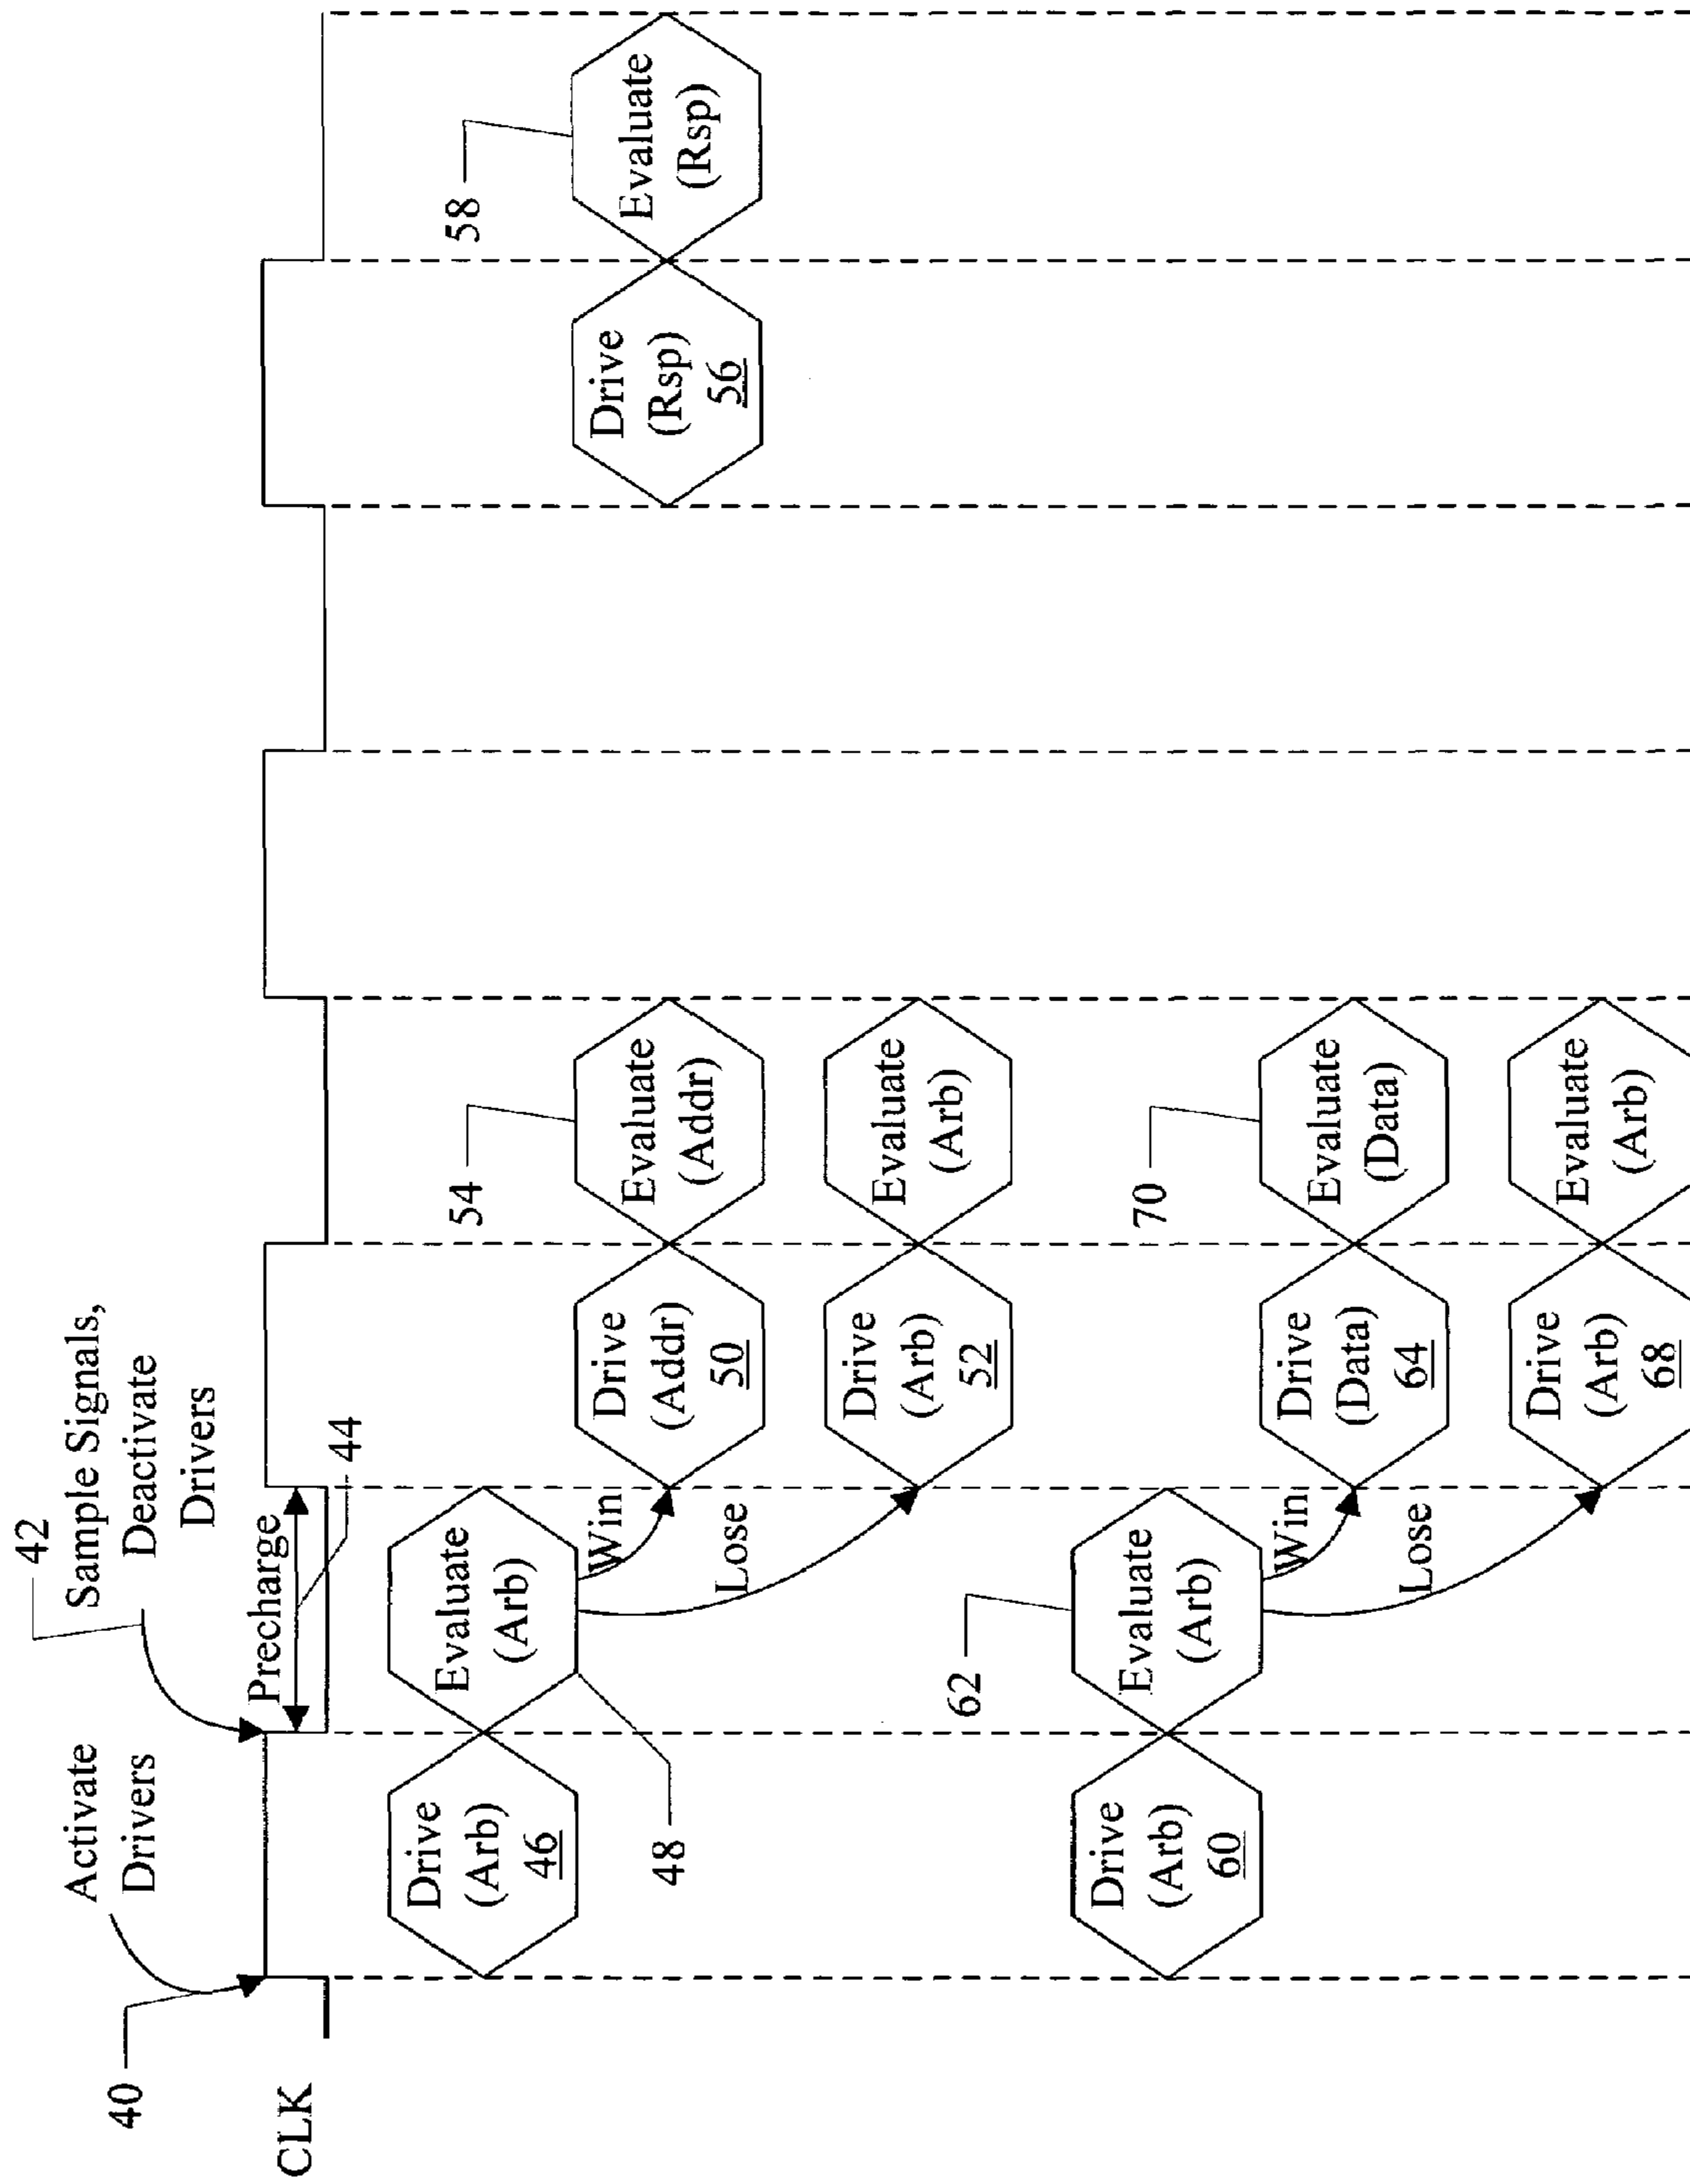 42
Sample Signals,
Deactivate
Drivers
40
Activate
Drivers
Precharge
44
CLK
Drive
(Arb)
46
Evaluate
(Arb)
48
Win
Lose
54
Drive
(Addr)
50
Evaluate
(Addr)
Drive
(Arb)
52
Evaluate
(Arb)
58
Drive
(Rsp)
56
Evaluate
(Rsp)
62
Drive
(Arb)
60
Evaluate
(Arb)
Win
Lose
70
Drive
(Data)
64
Evaluate
(Data)
Drive
(Arb)
68
Evaluate
(Arb)